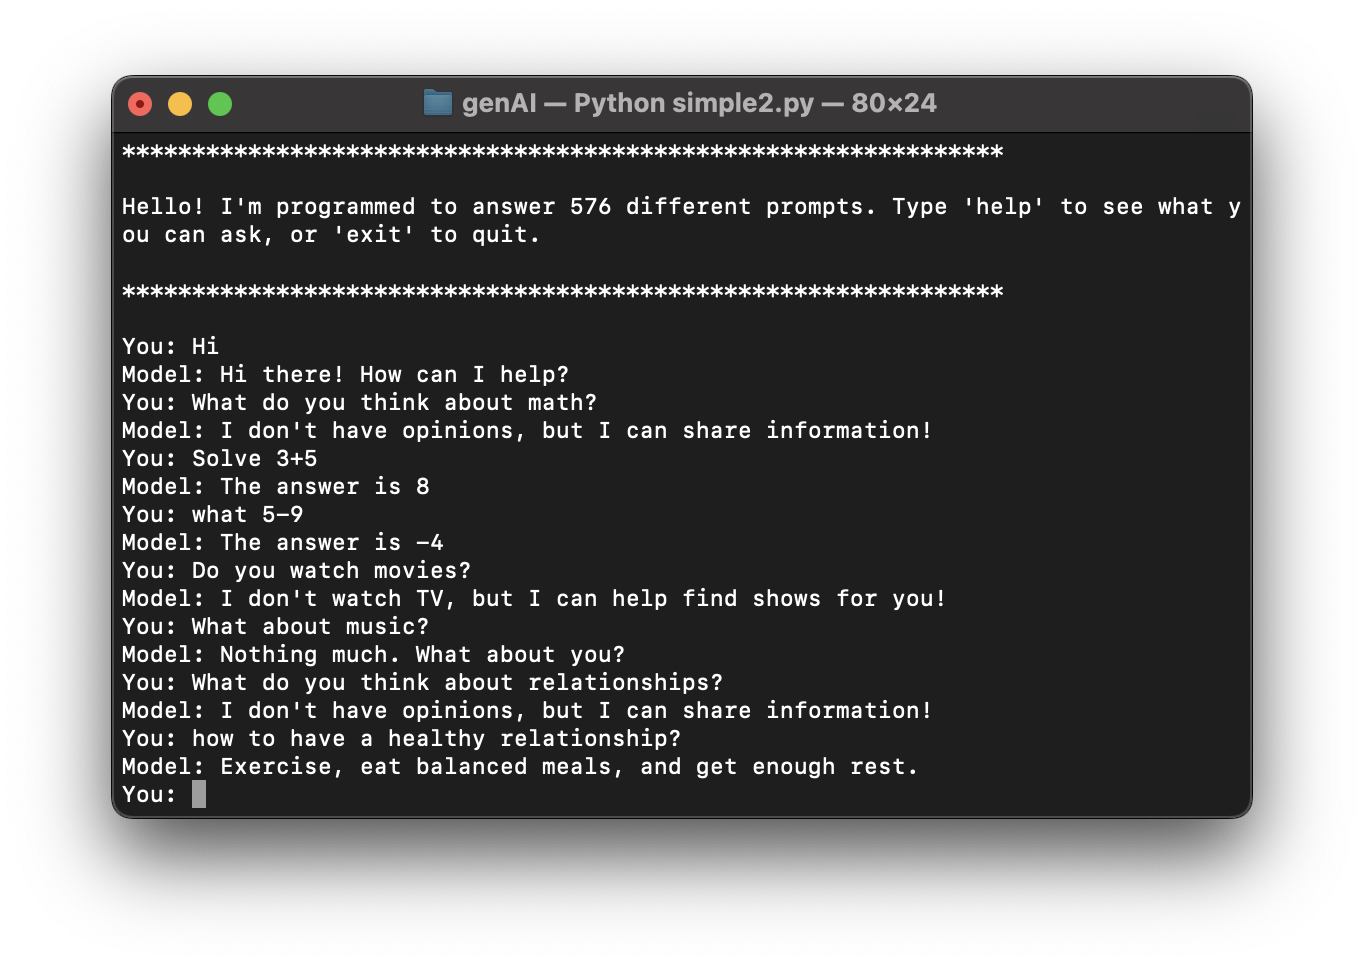 genAI — Python simple2.py — 80×24
***************************************************************
Hello! I'm programmed to answer 576 different prompts. Type 'help' to see what y
ou can ask, or 'exit' to quit.
***************************************************************
You: Hi
Model: Hi there! How can I help?
You: What do you think about math?
Model: I don't have opinions, but I can share information!
You: Solve 3+5
Model: The answer is 8
You: what 5-9
Model: The answer is -4
You: Do you watch movies?
Model: I don't watch TV, but I can help find shows for you!
You: What about music?
Model: Nothing much. What about you?
You: What do you think about relationships?
Model: I don't have opinions, but I can share information!
You: how to have a healthy relationship?
Model: Exercise, eat balanced meals, and get enough rest.
You: